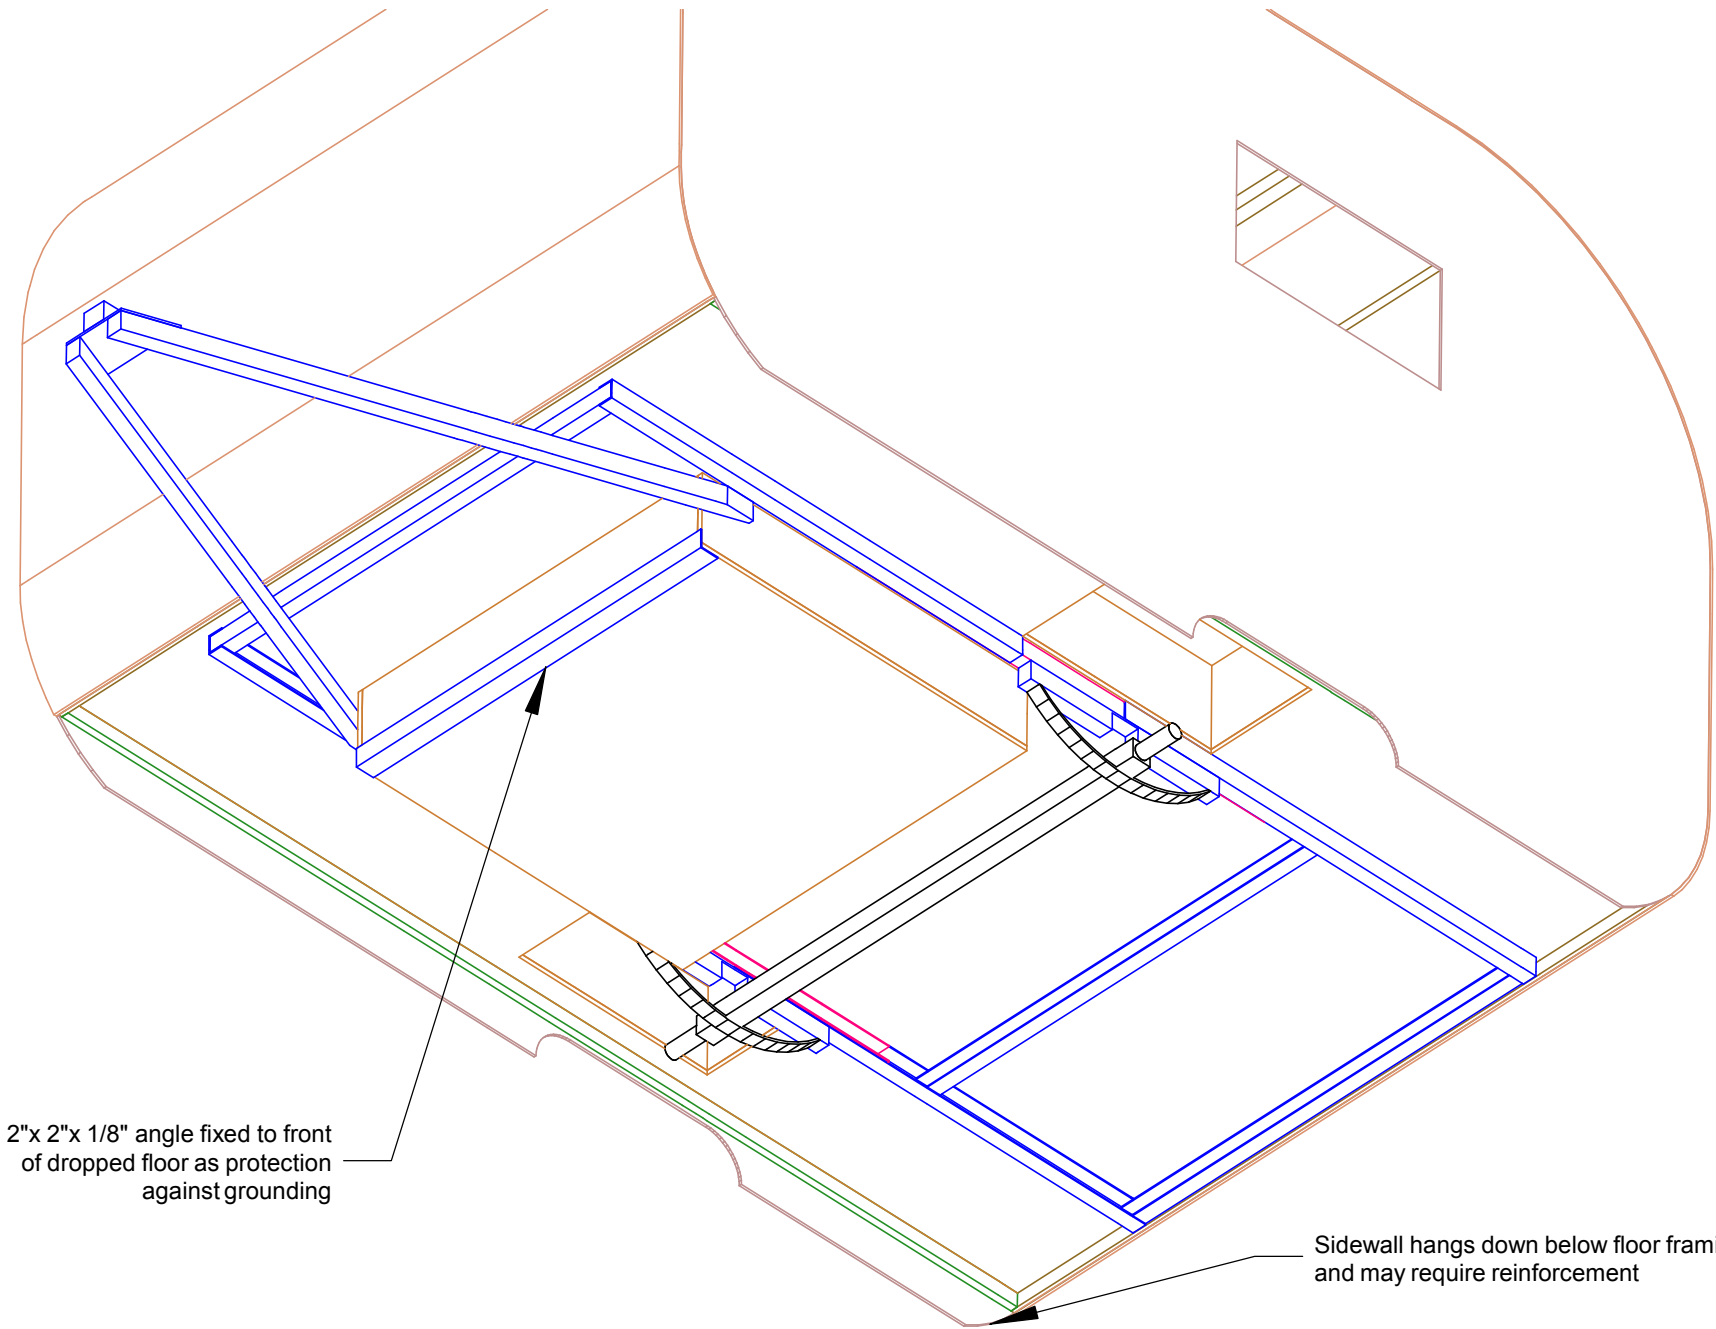 2"x 2"x 1/8" angle fixed to front
of dropped floor as protection
against grounding
Sidewall hangs down below floor frami
and may require reinforcement